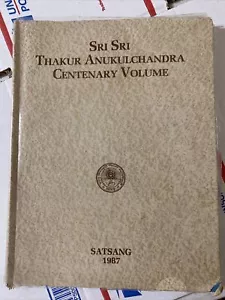 SRI SRI
THAKUR ANUKULCHANDRA
CENTENARY VOLUME
SATSANG
1987